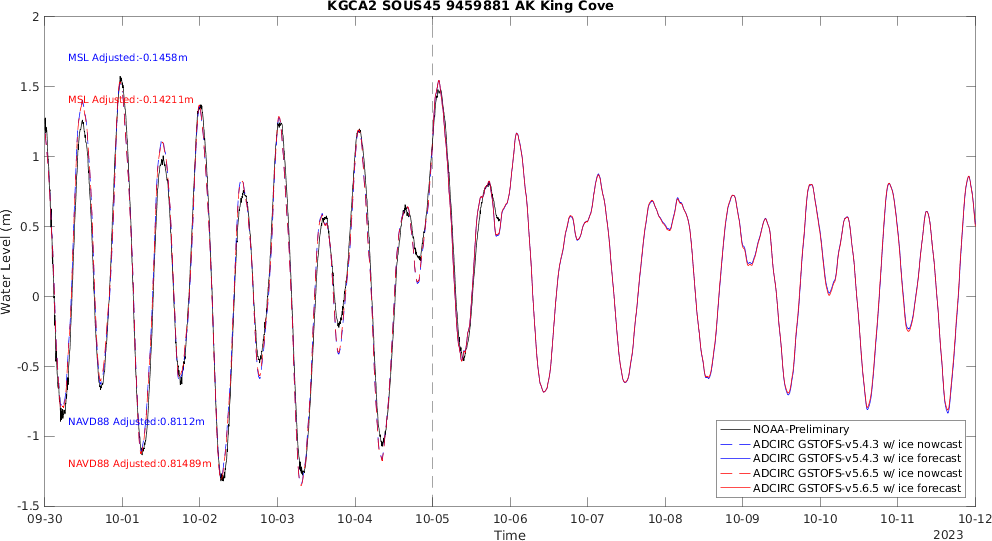 KGCA2 SOUS45 9459881 AK King Cove
2
1.5
1
0.5
0
-0.5
-1
-1.5
Water Level (m)
MSL Adjusted:-0.1458m
MSL Adjusted:-0.14211m
NAVD88 Adjusted:0.8112m
NAVD88 Adjusted:0.81489m
NOAA-Preliminary
ADCIRC GSTOFS-v5.4.3 w/ ice nowcast
ADCIRC GSTOFS-v5.4.3 w/ ice forecast
ADCIRC GSTOFS-v5.6.5 w/ ice nowcast
ADCIRC GSTOFS-v5.6.5 w/ ice forecast
09-30 10-01 10-02 10-03 10-04 10-05 10-06 10-07 10-08 10-09 10-10 10-11 10-12
Time
2023